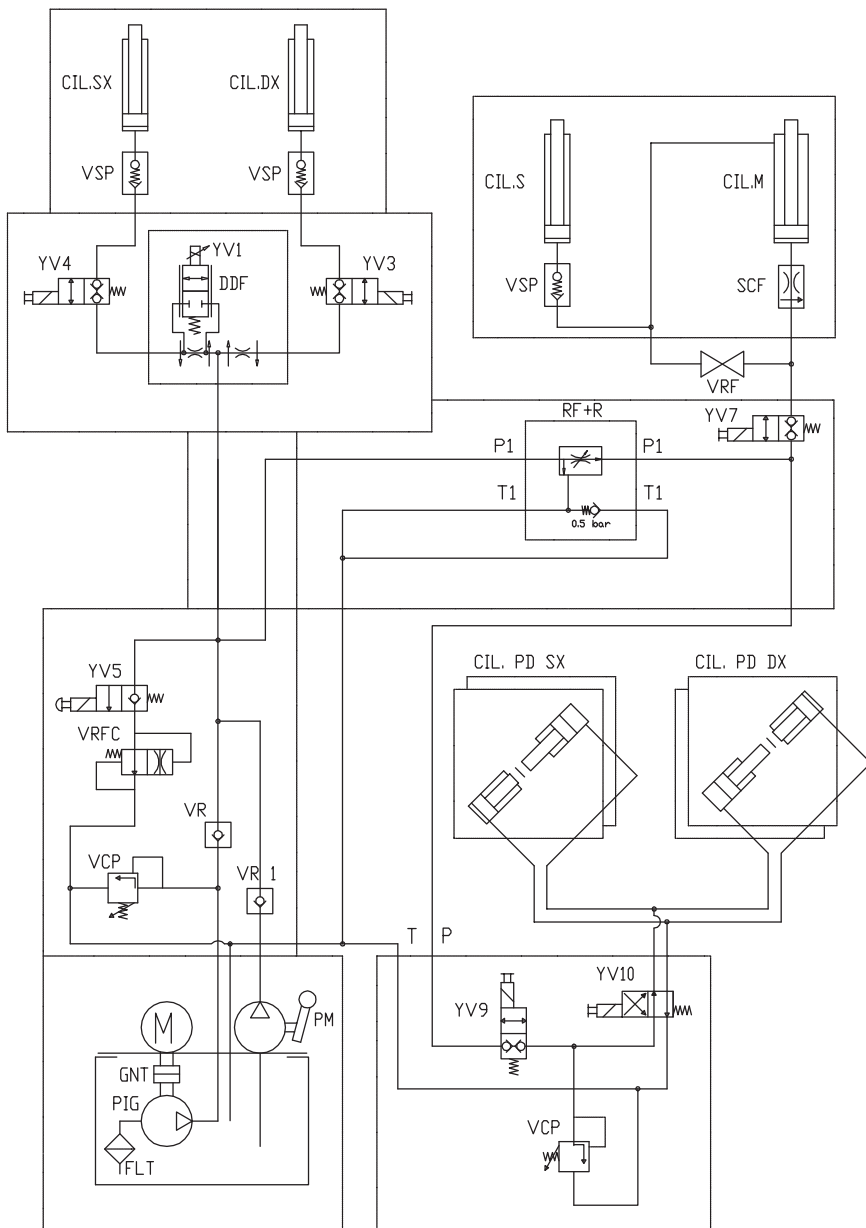 CIL.SX
CIL.DX
VSP
VSP
CIL.S
CIL.M
VSP
SCF
YV4
YV1
DDF
YV3
VRF
YV7
RF+R
P1
P1
T1
T1
0.5 bar
YV5
VRFC
VR
VCP
VR 1
CIL. PD SX
CIL. PD DX
T P
YV9
YV10
M
PM
GNT
PIG
FLT
VCP